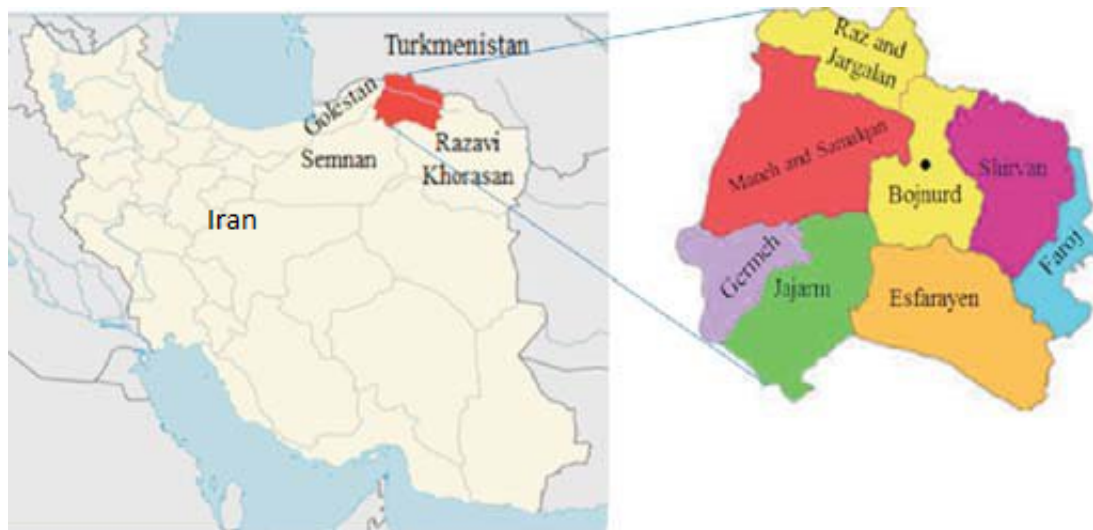 Turkmenistan
Golestan
Semnan
Razavi
Khorasan
Iran
Raz and
Jargalan
Maneh and Samalqan
Shirvan
Bojnurd
Faroj
Germeh
Jajarm
Esfarayen